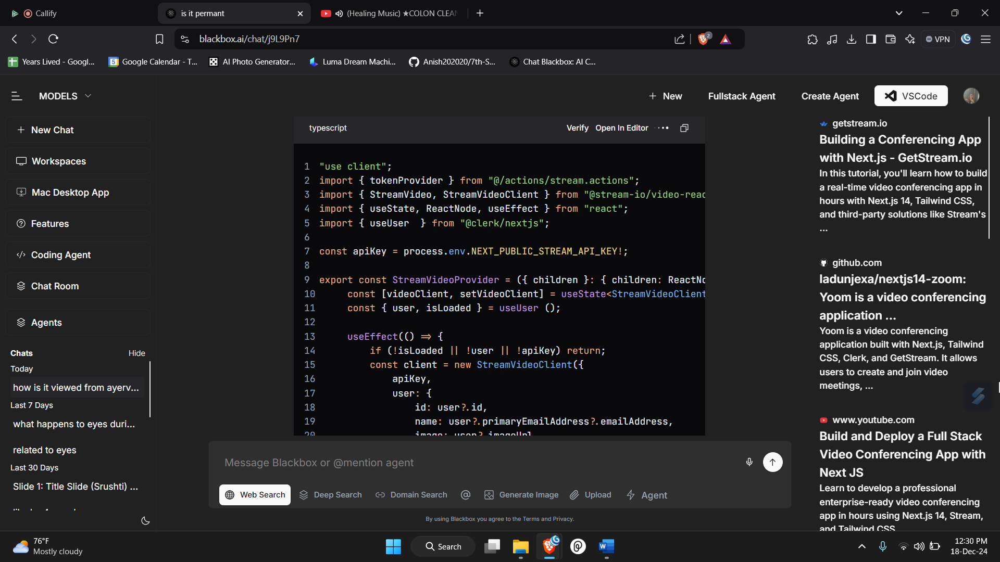 Callify
is it permant
(Healing Music) ★COLON CLEAN
blackbox.ai/chat/j9L9Pn7
2
VPN
Years Lived - Googl...
5
Google Calendar - T...
AI Photo Generator...
Luma Dream Machi...
Anish202020/7th-S...
Chat Blackbox: AI C...
MODELS
New
Fullstack Agent
Create Agent
VSCode
New Chat
Workspaces
Mac Desktop App
Features
Coding Agent
Chat Room
Agents
Chats
Hide
Today
how is it viewed from ayerv...
Last 7 Days
what happens to eyes duri...
related to eyes
Last 30 Days
Slide 1: Title Slide (Srushti) ...
typescript
Verify
Open In Editor
1 "use client";
2 import { tokenProvider } from "@/actions/stream.actions";
3 import { StreamVideo, StreamVideoClient } from "@stream-io/video-reac
4 import { useState, ReactNode, useEffect } from "react";
5 import { useUser  } from "@clerk/nextjs";
6
7 const apiKey = process.env.NEXT_PUBLIC_STREAM_API_KEY!;
8
9 export const StreamVideoProvider = ({ children }: { children: ReactNo
10 const [videoClient, setVideoClient] = useState<StreamVideoClient
11 const { user, isLoaded } = useUser ();
12
13 useEffect(() => {
14 if (!isLoaded || !user || !apiKey) return;
15 const client = new StreamVideoClient({
16 apiKey,
17 user: {
18 id: user?.id,
19 name: user?.primaryEmailAddress?.emailAddress,
20 image: user?.imageUrl
Message Blackbox or @mention agent
Web Search
Deep Search
Domain Search
Generate Image
Upload
Agent
By using Blackbox you agree to the Terms and Privacy.
getstream.io
Building a Conferencing App
with Next.js - GetStream.io
In this tutorial, you'll learn how to build
a real-time video conferencing app in
hours with Next.js 14, Tailwind CSS,
and third-party solutions like Stream's
...
github.com
ladunjexa/nextjs14-zoom:
Yoom is a video conferencing
application ...
Yoom is a video conferencing
application built with Next.js, Tailwind
CSS, Clerk, and GetStream. It allows
users to create and join video
meetings, ...
www.youtube.com
Build and Deploy a Full Stack
Video Conferencing App with
Next JS
Learn to develop a professional
enterprise-ready video conferencing
app in hours using Next.js 14, Stream,
and Tailwind CSS
76°F
Mostly cloudy
Search
12:30 PM
18-Dec-24